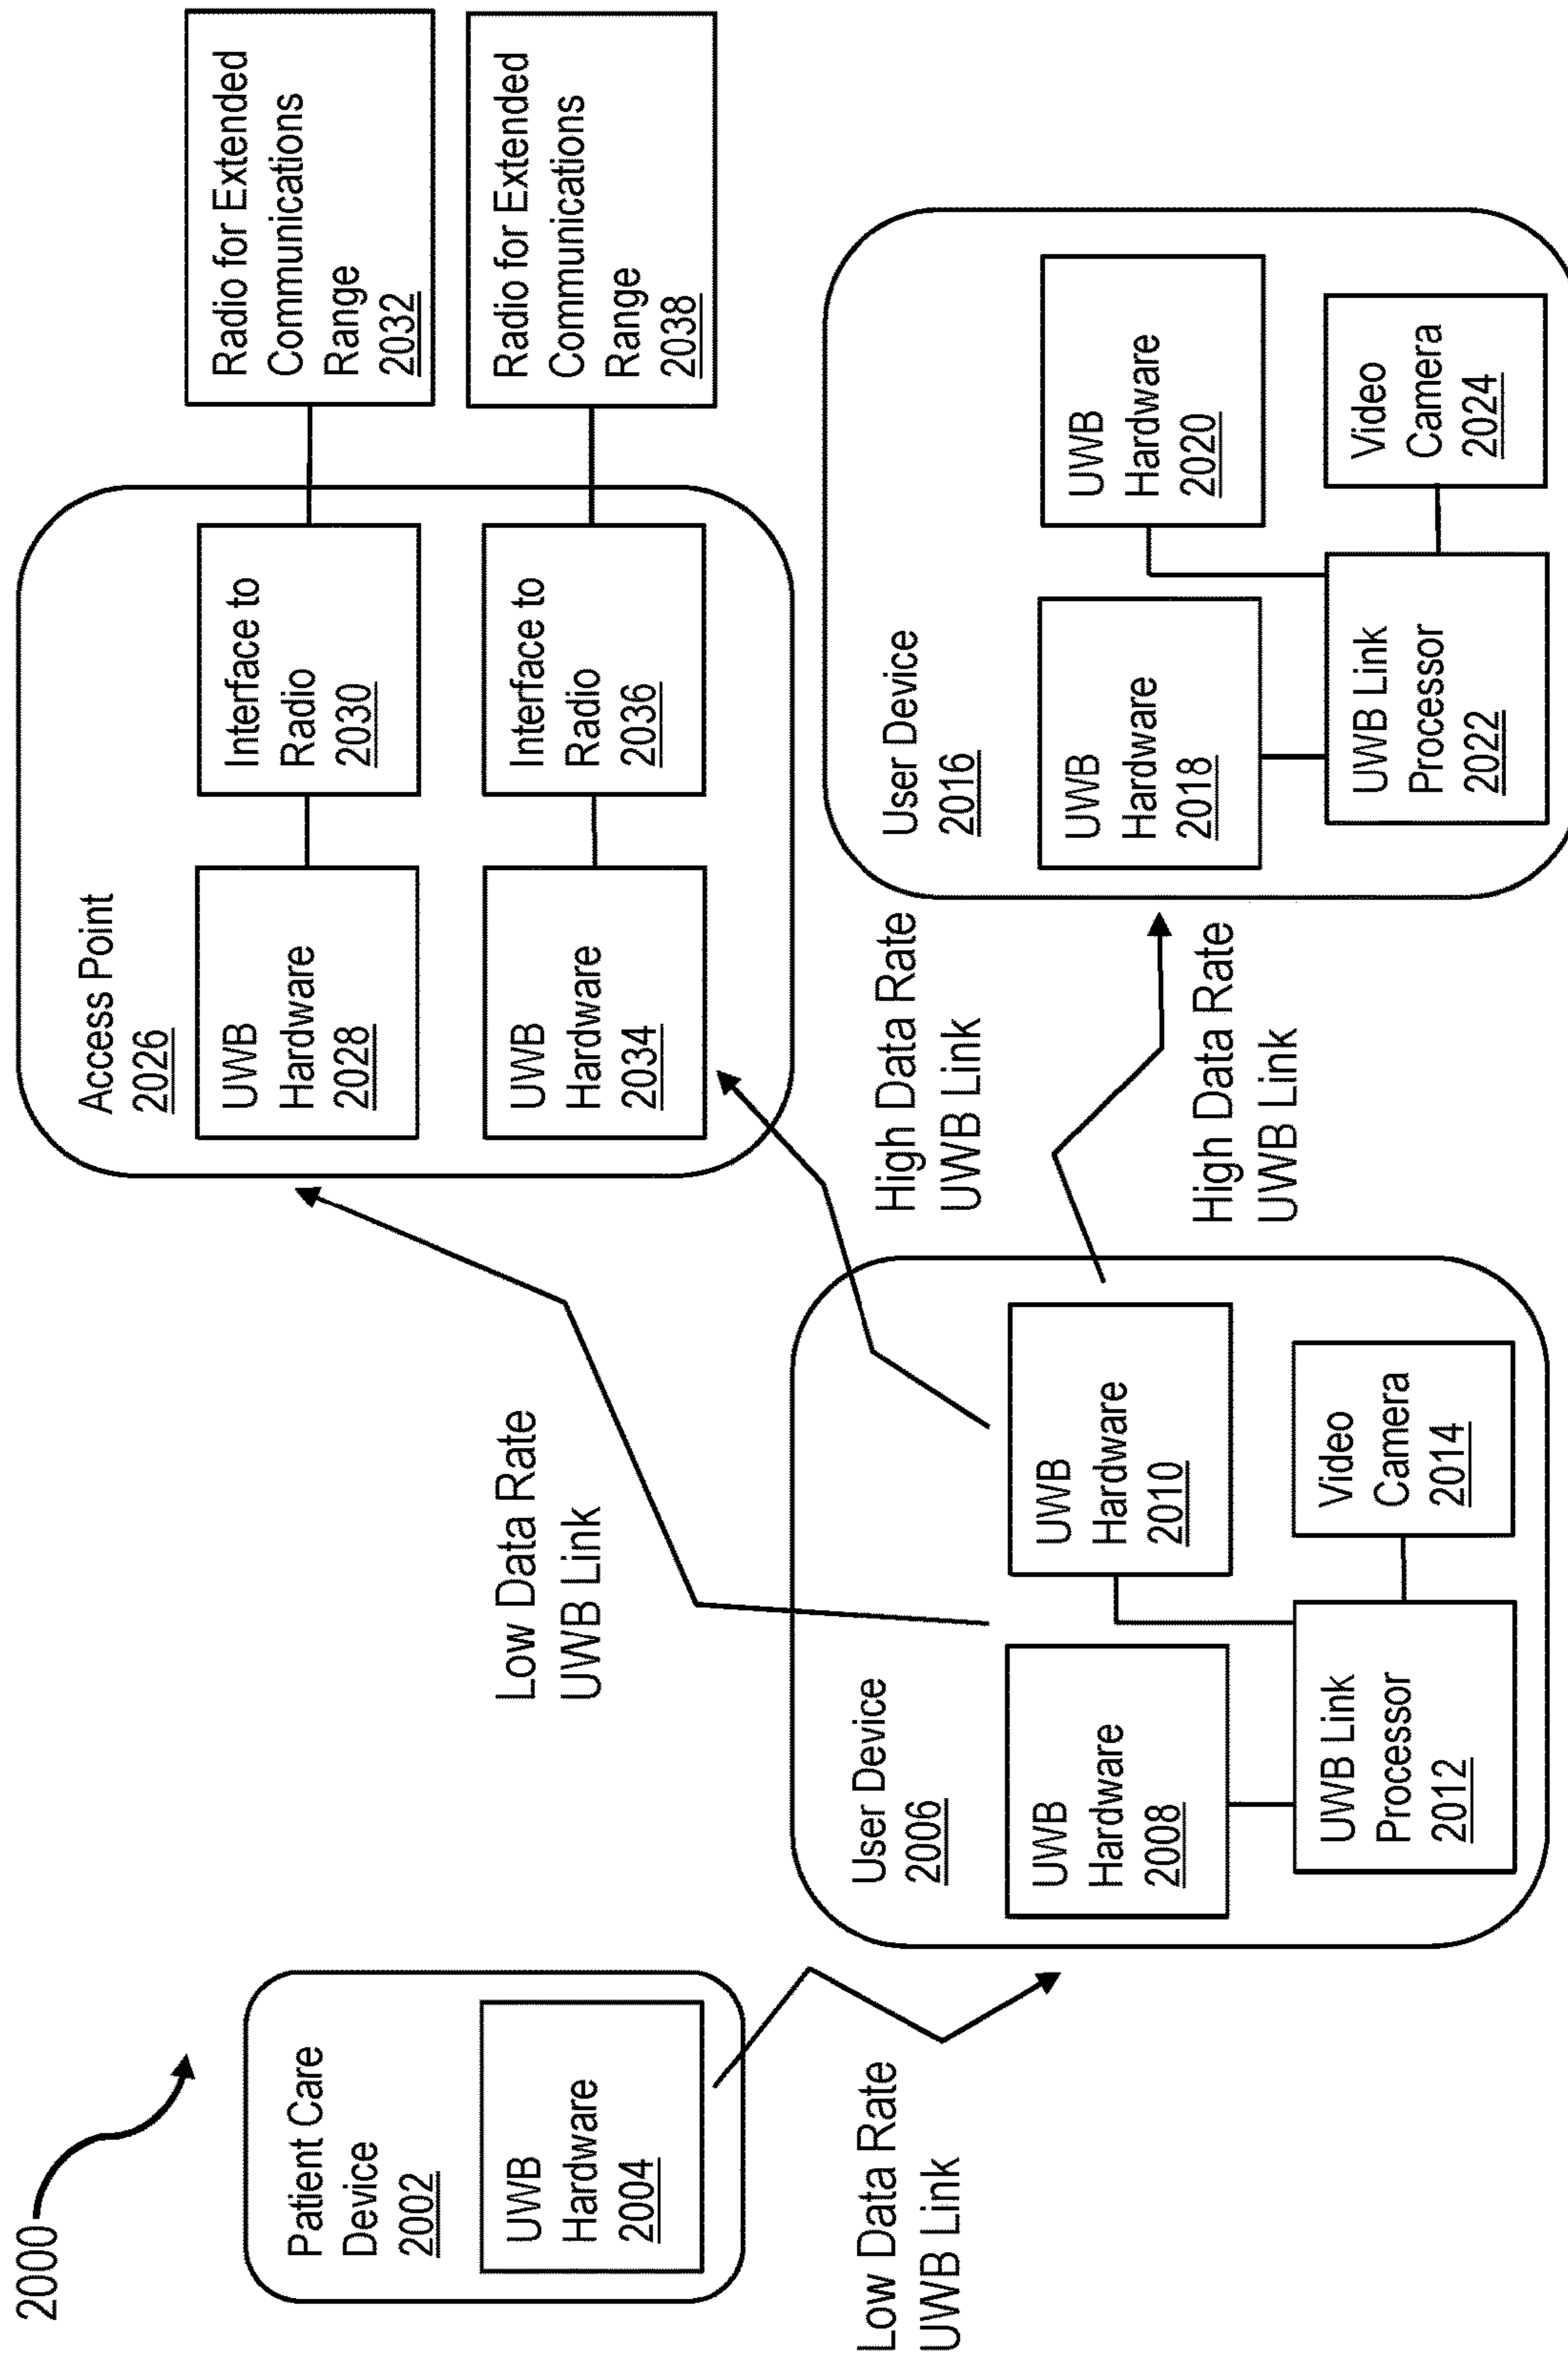 2000
Patient Care
Device
2002
UWB
Hardware
2004
Low Data Rate
UWB Link
User Device
2006
UWB
Hardware
2008
UWB
Hardware
2010
UWB Link
Processor
2012
Video
Camera
2014
Low Data Rate
UWB Link
Access Point
2026
UWB
Hardware
2028
Interface to
Radio
2030
Radio for Extended
Communications
Range
2032
UWB
Hardware
2034
Interface to
Radio
2036
Radio for Extended
Communications
Range
2038
High Data Rate
UWB Link
High Data Rate
UWB Link
User Device
2016
UWB
Hardware
2018
UWB
Hardware
2020
UWB Link
Processor
2022
Video
Camera
2024